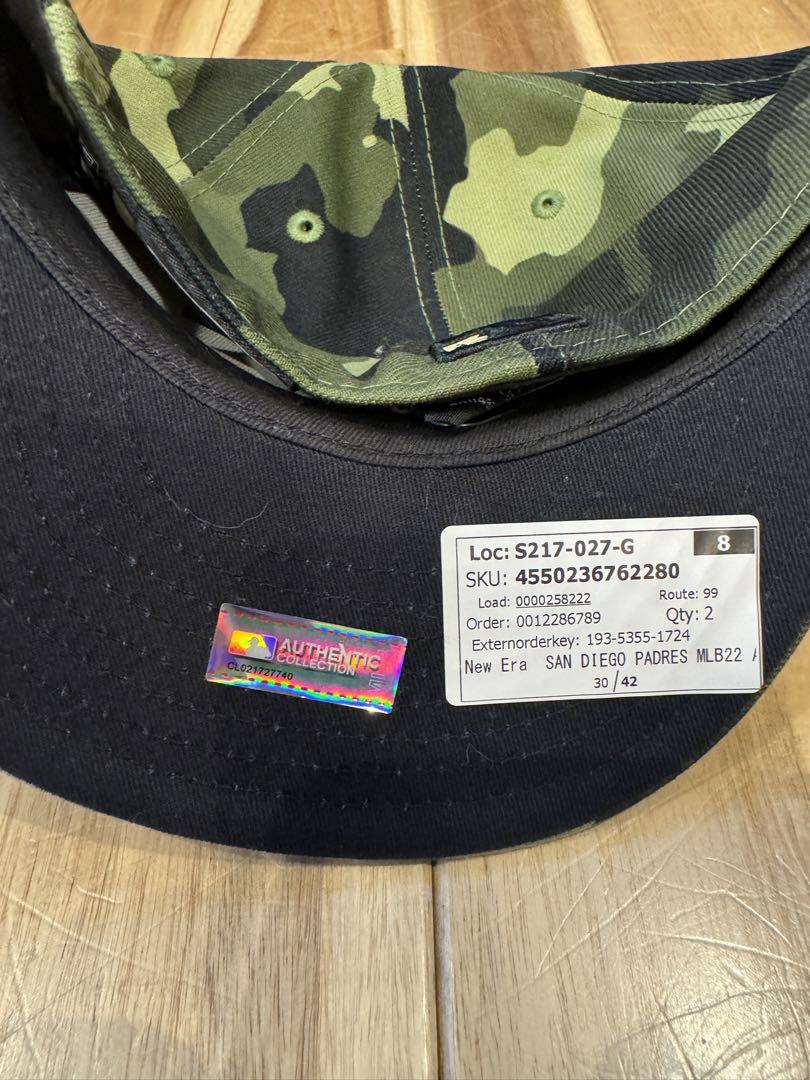 Loc: S217-027-G
8
SKU: 4550236762280
Load: 0000258222
Route: 99
Order: 0012286789
Qty: 2
Externorderkey: 193-5355-1724
New Era SAN DIEGO PADRES MLB22
30 / 42
AUTHENTIC
COLLECTION
CL021727740